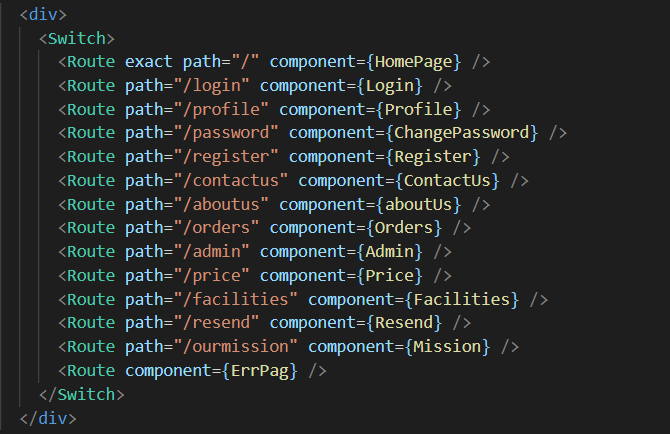 <div>
<Switch>
<Route exact path="/" component={HomePage} />
<Route path="/login" component={Login} />
<Route path="/profile" component={Profile} />
<Route path="/password" component={ChangePassword} />
<Route path="/register" component={Register} />
<Route path="/contactus" component={ContactUs} />
<Route path="/aboutus" component={aboutUs} />
<Route path="/orders" component={Orders} />
<Route path="/admin" component={Admin} />
<Route path="/price" component={Price} />
<Route path="/facilities" component={Facilities} />
<Route path="/resend" component={Resend} />
<Route path="/ourmission" component={Mission} />
<Route component={ErrPag} />
</Switch>
</div>